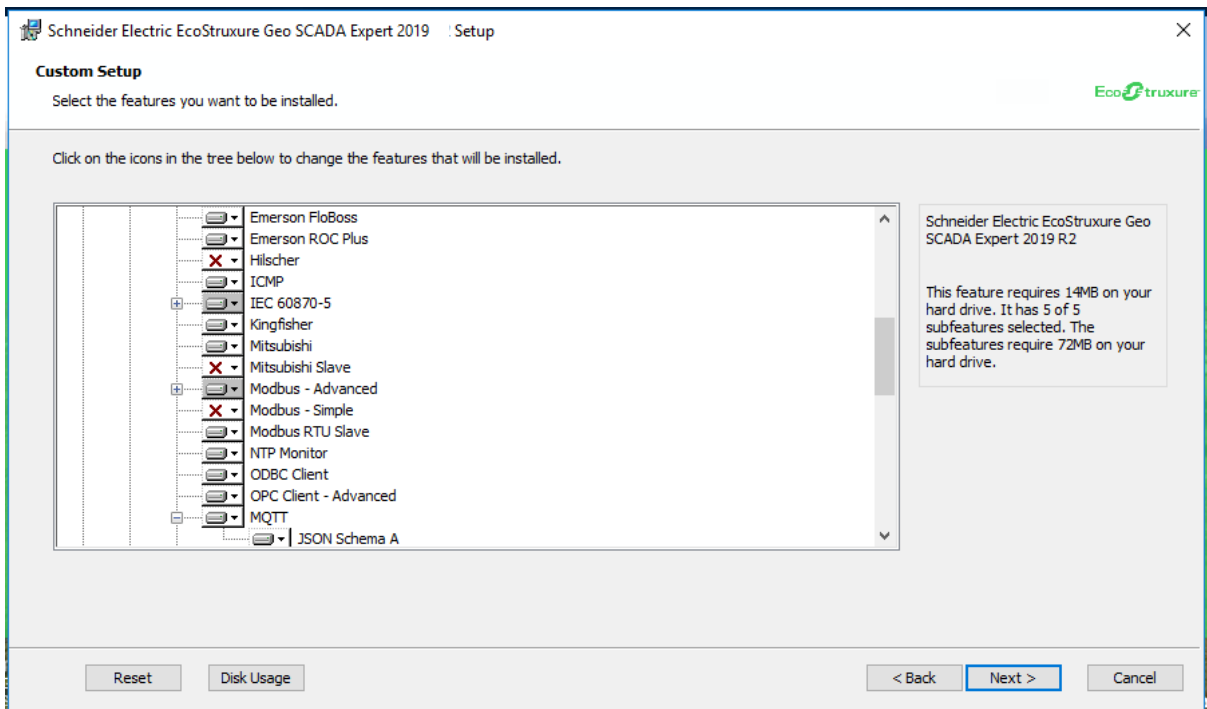 Schneider Electric EcoStruxure Geo SCADA Expert 2019 : Setup
Custom Setup
Select the features you want to be installed.
EcoStruxure
Click on the icons in the tree below to change the features that will be installed.
Emerson FloBoss
Emerson ROC Plus
Hilscher
ICMP
IEC 60870-5
Kingfisher
Mitsubishi
Mitsubishi Slave
Modbus - Advanced
Modbus - Simple
Modbus RTU Slave
NTP Monitor
ODBC Client
OPC Client - Advanced
MQTT
JSON Schema A
Schneider Electric EcoStruxure Geo
SCADA Expert 2019 R2
This feature requires 14MB on your
hard drive. It has 5 of 5
subfeatures selected. The
subfeatures require 72MB on your
hard drive.
Reset
Disk Usage
< Back
Next >
Cancel